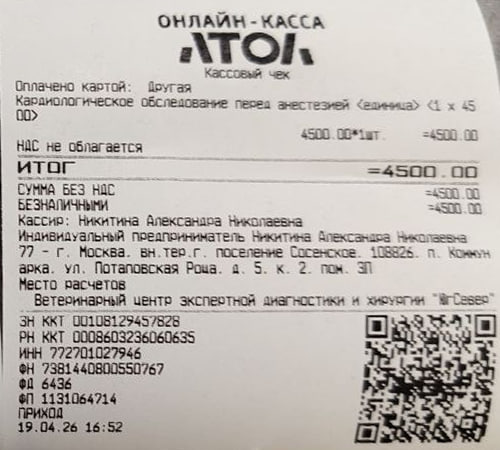 ОНЛАЙН-КАССА
АТОЛ
Кассовый чек
Оплачено картой: Другая
Кардиологическое обследование перед анестезией <единица> <1 x 45
00>
4500.00*1шт. =4500.00
НДС не облагается
ИТОГ =4500.00
СУММА БЕЗ НДС =4500.00
БЕЗНАЛИЧНЫМИ =4500.00
Кассир: Никитина Александра Николаевна
Индивидуальный предприниматель Никитина Александра Николаевна
77 - г. Москва. вн.тер.г. поселение Сосенское. 108826. п. Коммун
арка. ул. Потаповская Роща. д. 5. к. 2. пом. 3П
Место расчетов
Ветеринарный центр экспертной диагностики и хирургии "ЮгСевер"
ЗН ККТ 00108129457828
РН ККТ 0008603236060635
ИНН 772701027946
ФН 7381440800550767
ФД 6436
ФП 1131064714
ПРИХОД
19.04.26 16:52